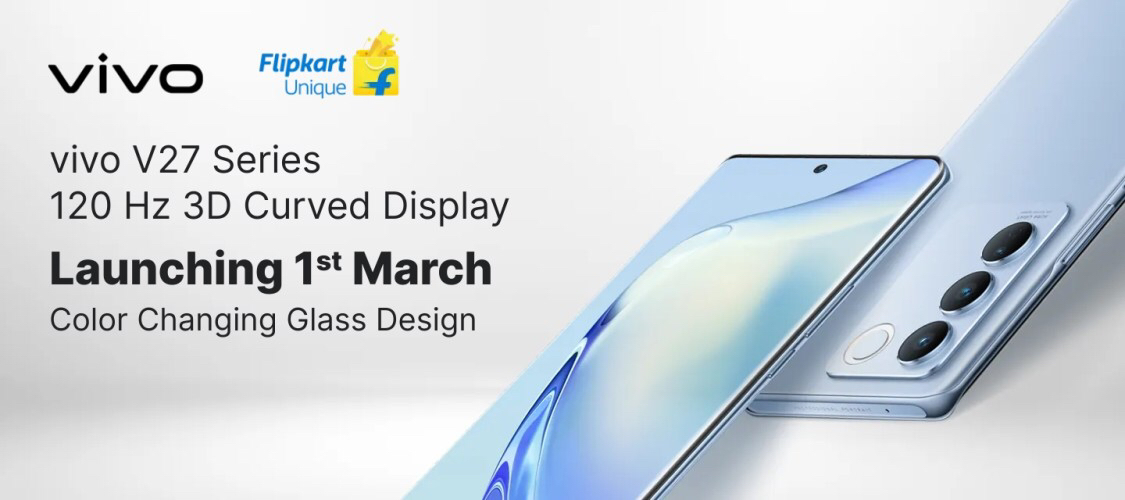 vivo
Flipkart
Unique
vivo V27 Series
120 Hz 3D Curved Display
Launching 1st March
Color Changing Glass Design